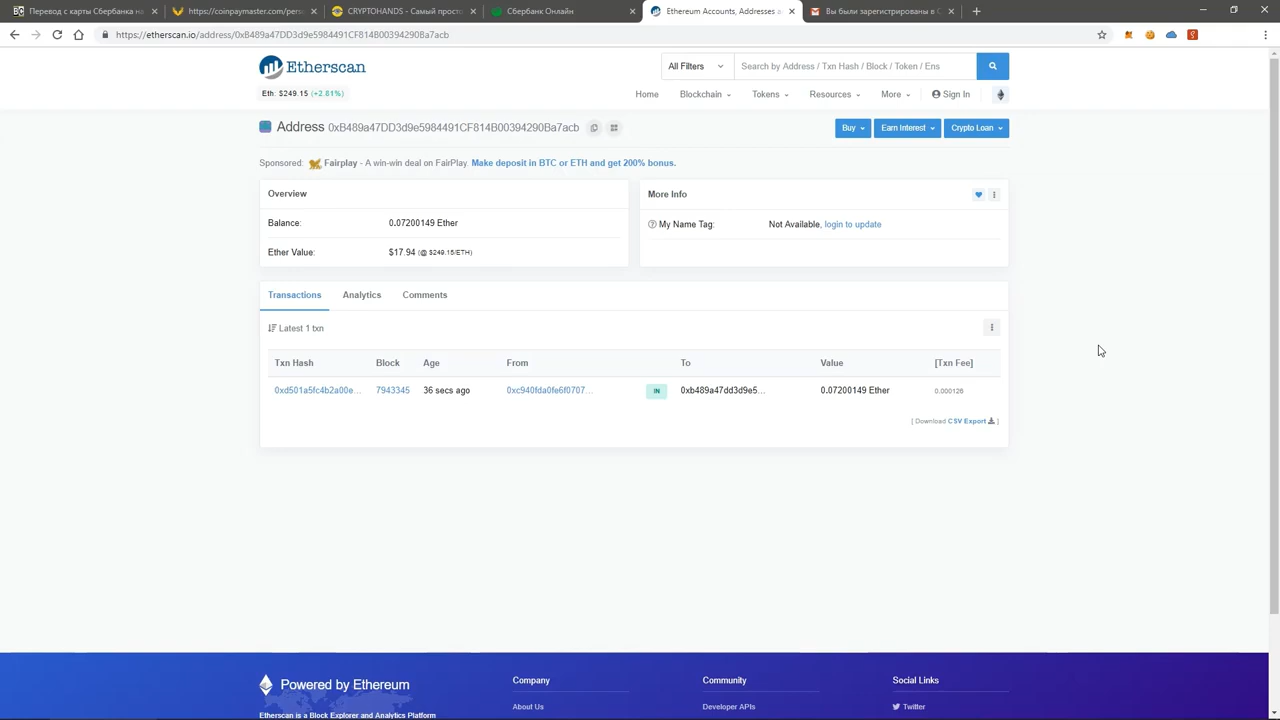 Перевод с карты Сбербанка на
https://coinpaymaster.com/pers
CRYPTOHANDS - Самый прост
Сбербанк Онлайн
Ethereum Accounts, Addresses a
Вы были зарегистрированы в C
https://etherscan.io/address/0xB489a47DD3d9e5984491CF814B00394290Ba7acb
Etherscan
All Filters
Search by Address / Txn Hash / Block / Token / Ens
Eth: $249.15 (+2.81%)
Home
Blockchain
Tokens
Resources
More
Sign In
Address 0xB489a47DD3d9e5984491CF814B00394290Ba7acb
Buy
Earn Interest
Crypto Loan
Sponsored: Fairplay - A win-win deal on FairPlay. Make deposit in BTC or ETH and get 200% bonus.
Overview
Balance: 0.07200149 Ether
Ether Value: $17.94 (@ $249.15/ETH)
More Info
My Name Tag: Not Available, login to update
Transactions
Analytics
Comments
Latest 1 txn
Txn Hash Block Age From To Value [Txn Fee]
0xd501a5fc4b2a00e... 7943345 36 secs ago 0xc940fda0fe6f0707... IN 0xb489a47dd3d9e5... 0.07200149 Ether 0.000126
[ Download CSV Export ]
Powered by Ethereum
Etherscan is a Block Explorer and Analytics Platform
Company
About Us
Community
Developer APIs
Social Links
Twitter